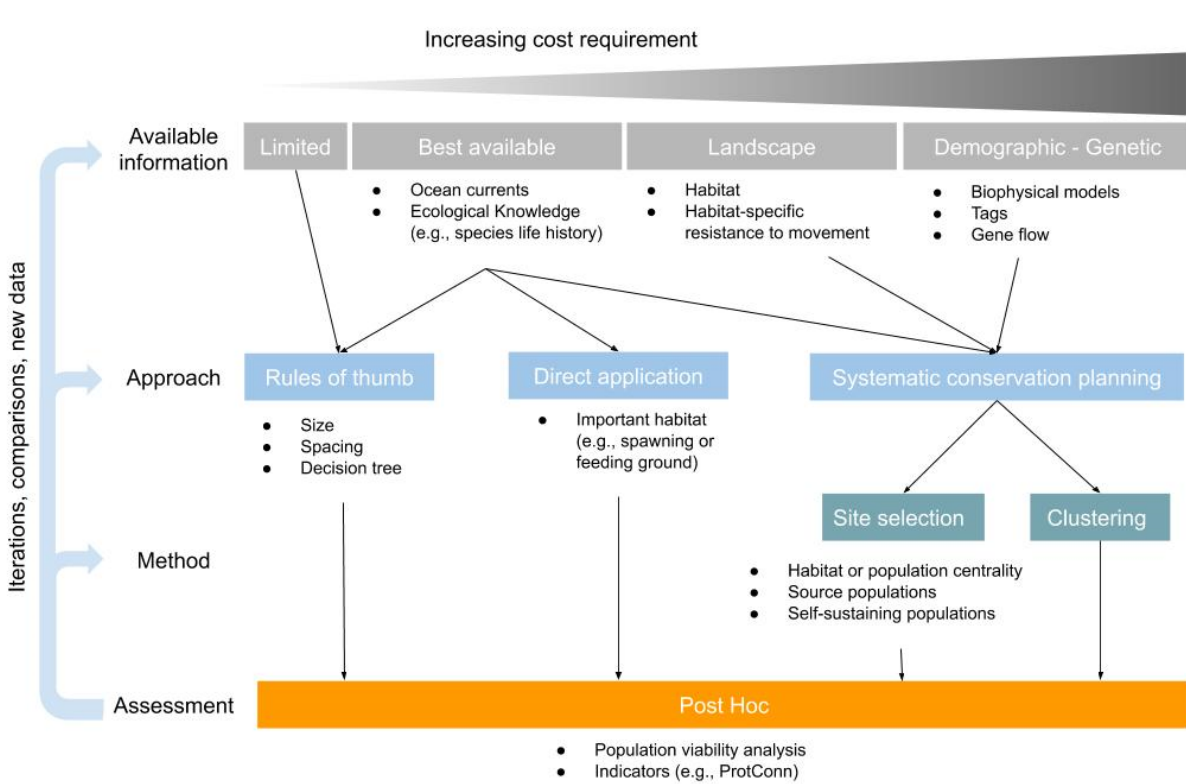 Increasing cost requirement
Available
information
Limited
Best available
Landscape
Demographic - Genetic
● Ocean currents
● Ecological Knowledge
(e.g., species life history)
● Habitat
● Habitat-specific
resistance to movement
● Biophysical models
● Tags
● Gene flow
Iterations, comparisons, new data
Approach
Rules of thumb
Direct application
Systematic conservation planning
● Size
● Spacing
● Decision tree
● Important habitat
(e.g., spawning or
feeding ground)
Method
Site selection
Clustering
● Habitat or population centrality
● Source populations
● Self-sustaining populations
Assessment
Post Hoc
● Population viability analysis
● Indicators (e.g., ProtConn)